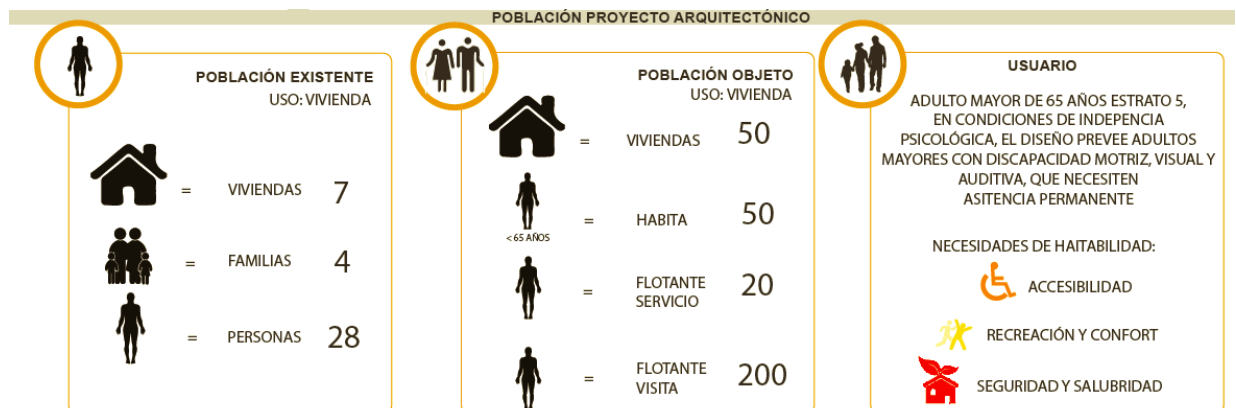 POBLACIÓN PROYECTO ARQUITECTÓNICO
POBLACIÓN EXISTENTE
USO: VIVIENDA
= VIVIENDAS 7
= FAMILIAS 4
= PERSONAS 28
POBLACIÓN OBJETO
USO: VIVIENDA
= VIVIENDAS 50
= HABITA 50
< 65 AÑOS
= FLOTANTE SERVICIO 20
= FLOTANTE VISITA 200
USUARIO
ADULTO MAYOR DE 65 AÑOS ESTRATO 5,
EN CONDICIONES DE INDEPENCIA
PSICOLÓGICA, EL DISEÑO PREVEE ADULTOS
MAYORES CON DISCAPACIDAD MOTRIZ, VISUAL Y
AUDITIVA, QUE NECESITEN
ASITENCIA PERMANENTE
NECESIDADES DE HAITABILIDAD:
ACCESIBILIDAD
RECREACIÓN Y CONFORT
SEGURIDAD Y SALUBRIDAD